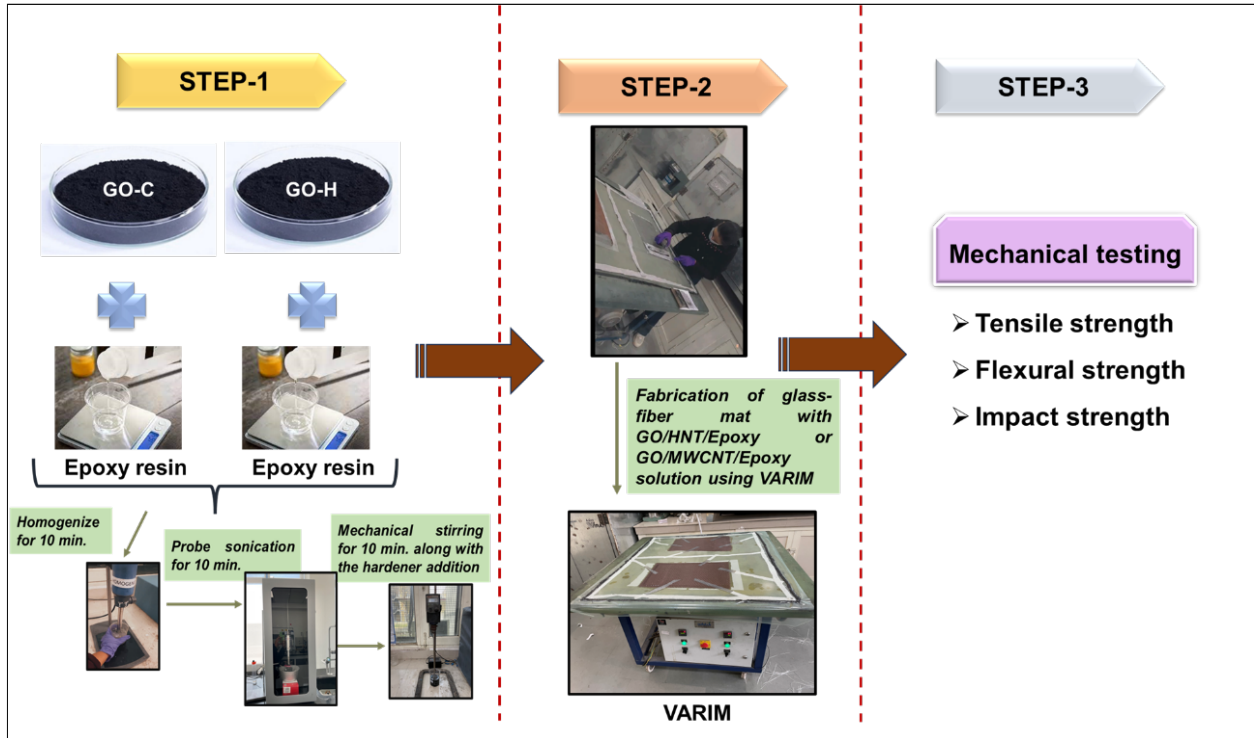 STEP-1
GO-C
GO-H
Epoxy resin
Epoxy resin
Homogenize
for 10 min.
Probe sonication
for 10 min.
Mechanical stirring
for 10 min. along with
the hardener addition
STEP-2
Fabrication of glass-
fiber mat with
GO/HNT/Epoxy or
GO/MWCNT/Epoxy
solution using VARIM
VARIM
STEP-3
Mechanical testing
➢ Tensile strength
➢ Flexural strength
➢ Impact strength